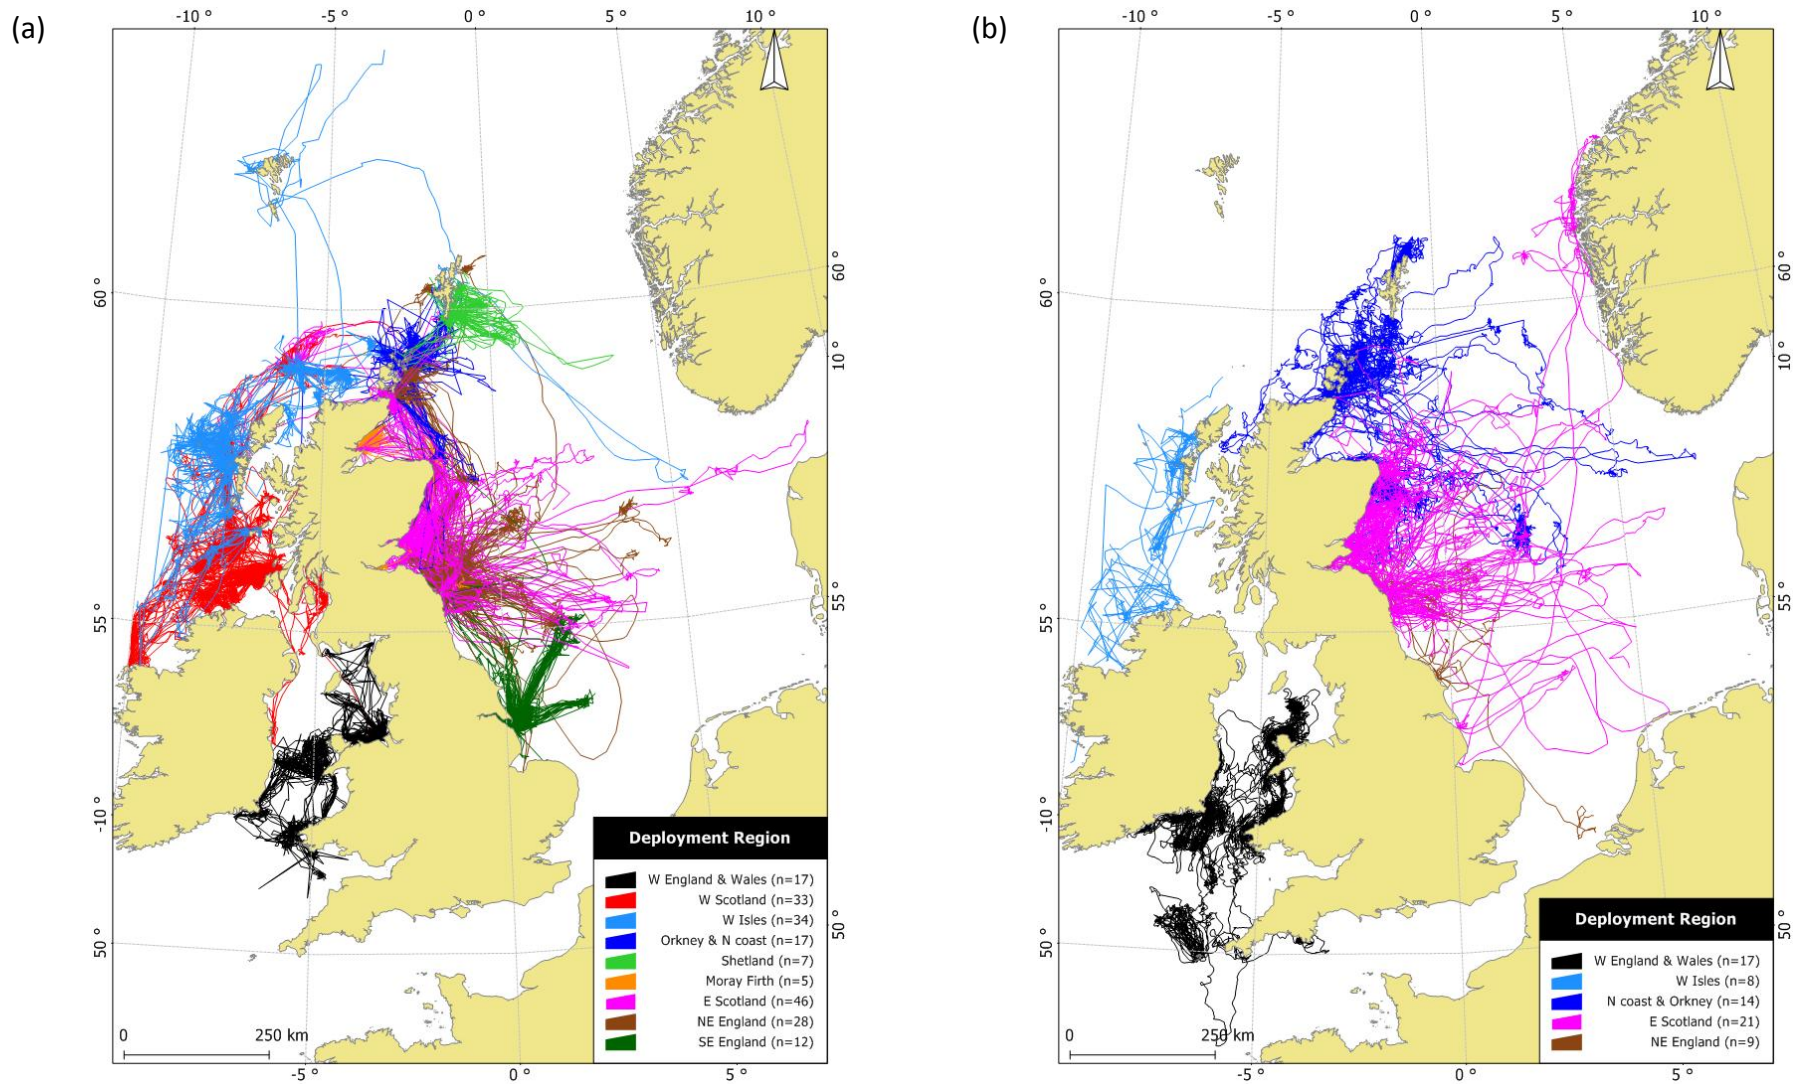 (a)
-10 °
-5 °
0 °
5 °
10 °
60 °
55 °
-10 °
50 °
60 °
10 °
55 °
50 °
Deployment Region
W England & Wales (n=17)
W Scotland (n=33)
W Isles (n=34)
Orkney & N coast (n=17)
Shetland (n=7)
Moray Firth (n=5)
E Scotland (n=46)
NE England (n=28)
SE England (n=12)
0
250 km
-5 °
0 °
5 °
(b)
-10 °
-5 °
0 °
5 °
10 °
60 °
55 °
-10 °
50 °
60 °
10 °
55 °
50 °
Deployment Region
W England & Wales (n=17)
W Isles (n=8)
N coast & Orkney (n=14)
E Scotland (n=21)
NE England (n=9)
0
250 km
-5 °
0 °
5 °